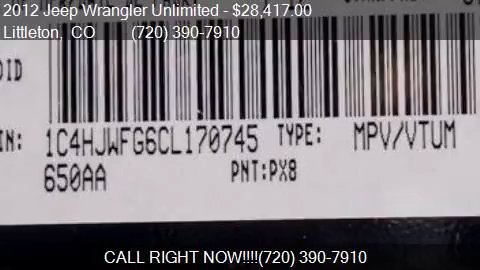 2012 Jeep Wrangler Unlimited - $28,417.00
Littleton, CO (720) 390-7910
OID
IN: 1C4HJWFG6CL170745 TYPE: MPV/VTUM
650AA PNT:PX8
CALL RIGHT NOW!!!!(720) 390-7910